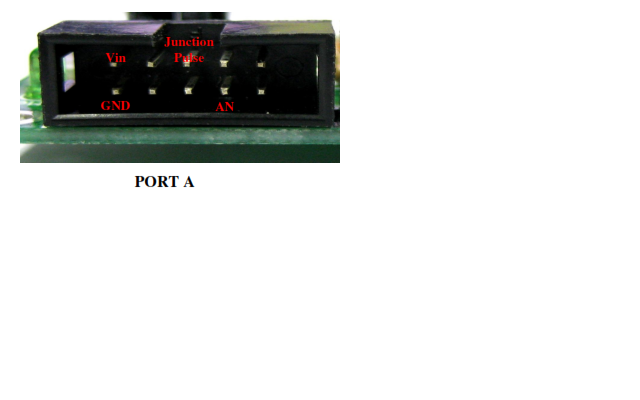 Junction
Vin Pulse
GND AN
PORT A